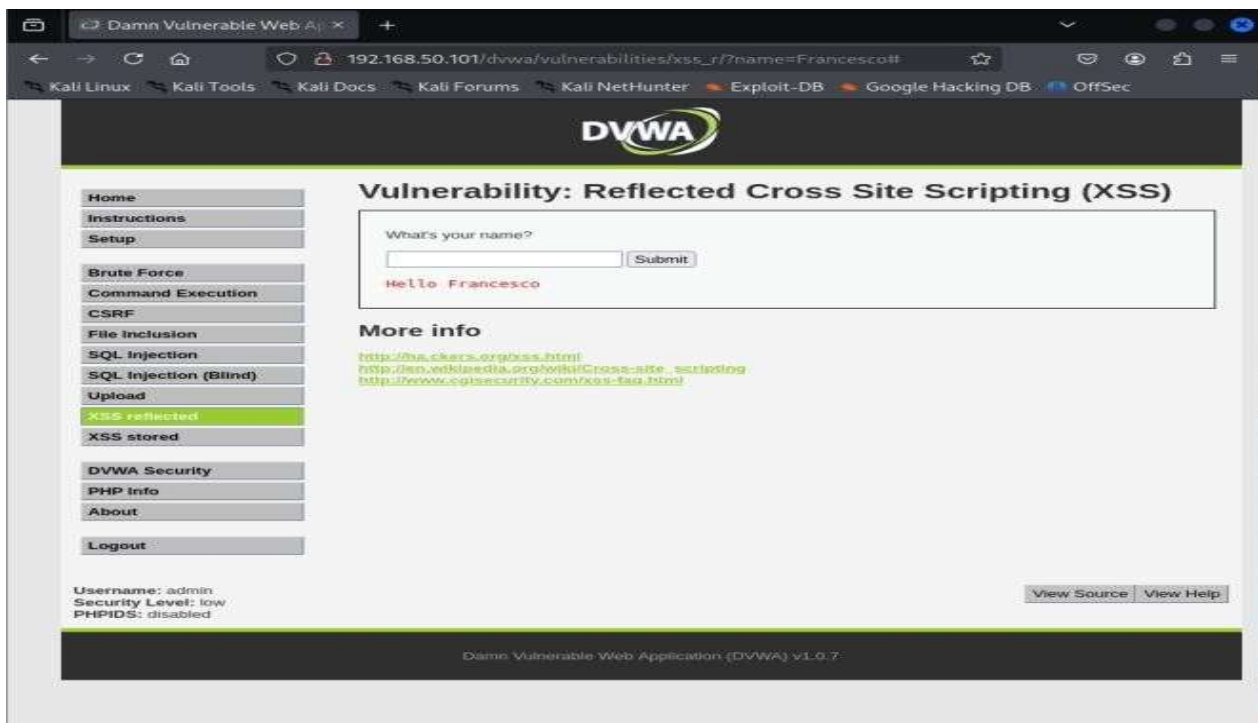 Damn Vulnerable Web Ap
192.168.50.101/dvwa/vulnerabilities/xss_r/?name=Francesco#
Kali Linux Kali Tools Kali Docs Kali Forums Kali NetHunter Exploit-DB Google Hacking DB OffSec
DVWA
Home
Instructions
Setup
Brute Force
Command Execution
CSRF
File Inclusion
SQL Injection
SQL Injection (Blind)
Upload
XSS reflected
XSS stored
DVWA Security
PHP Info
About
Logout
Vulnerability: Reflected Cross Site Scripting (XSS)
What's your name?
Submit
Hello Francesco
More info
http://ha.ckers.org/xss.html
http://en.wikipedia.org/wiki/Cross-site_scripting
http://www.cgisecurity.com/xss-faq.html
Username: admin
Security Level: low
PHPIDS: disabled
View Source View Help
Damn Vulnerable Web Application (DVWA) v1.0.7